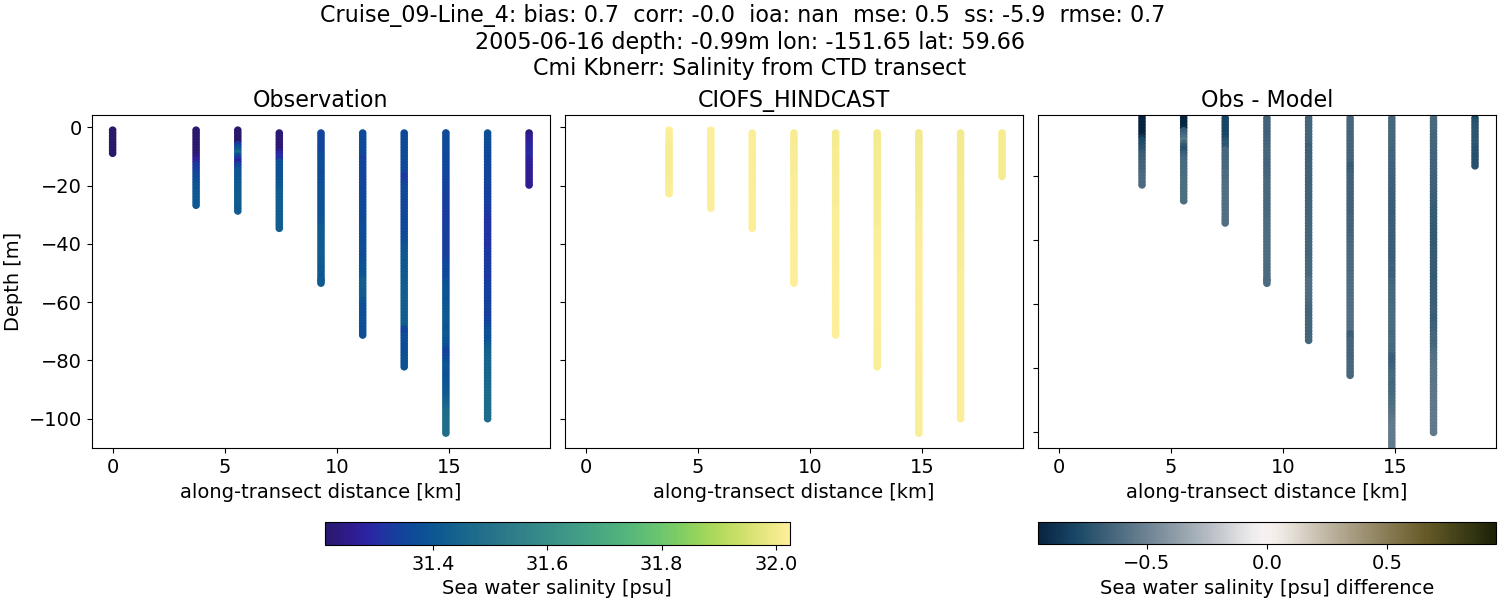 Cruise_09-Line_4: bias: 0.7  corr: -0.0  ioa: nan  mse: 0.5  ss: -5.9  rmse: 0.7
2005-06-16 depth: -0.99m lon: -151.65 lat: 59.66
Cmi Kbnerr: Salinity from CTD transect
Observation
CIOFS_HINDCAST
Obs - Model
Depth [m]
0
−20
−40
−60
−80
−100
0 5 10 15
0 5 10 15
0 5 10 15
along-transect distance [km]
along-transect distance [km]
along-transect distance [km]
31.4 31.6 31.8 32.0
Sea water salinity [psu]
−0.5 0.0 0.5
Sea water salinity [psu] difference